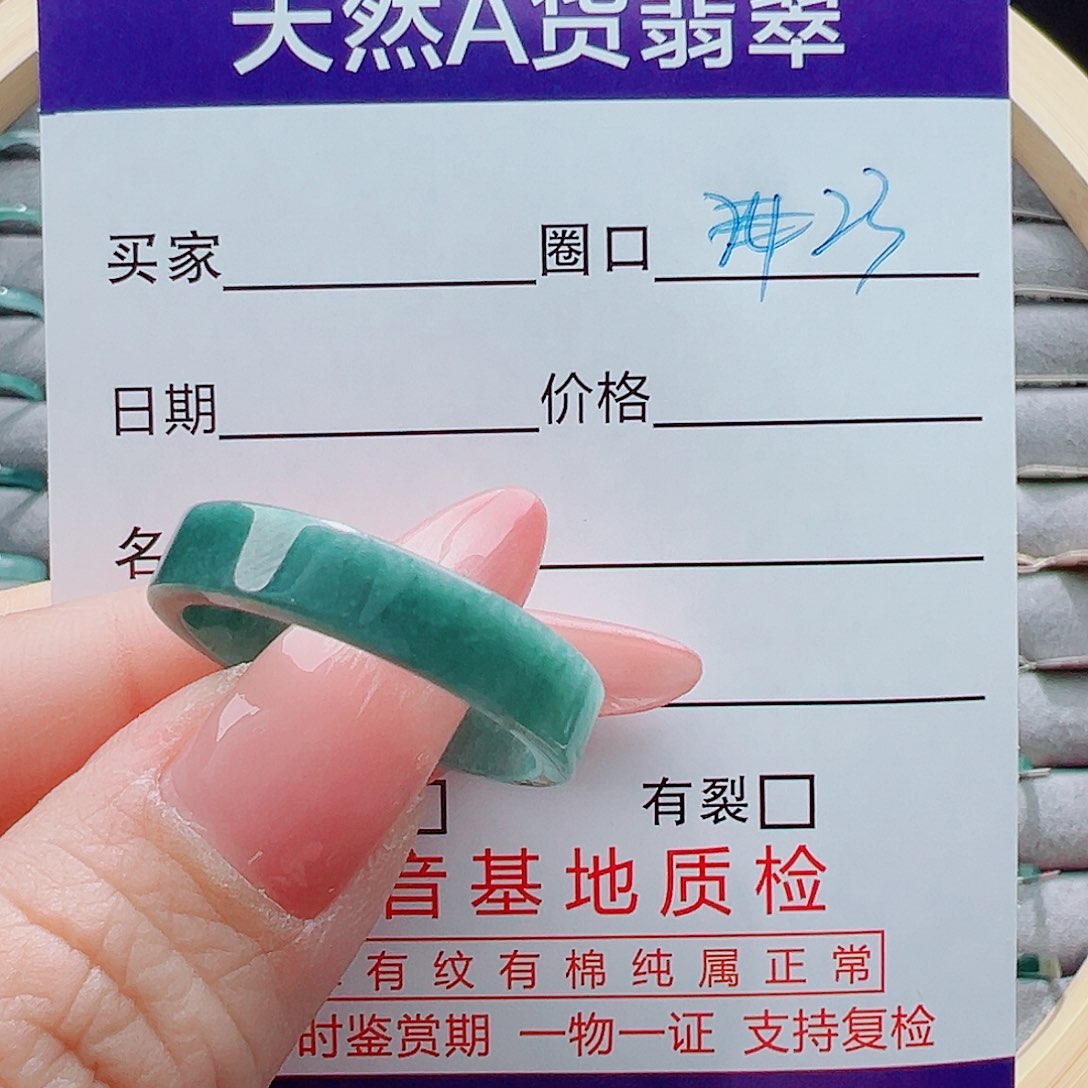 天然A货翡翠
买家 圈口 23
日期 价格
名
有裂
音基地质检
有纹有棉纯属正常
时鉴赏期 一物一证 支持复检